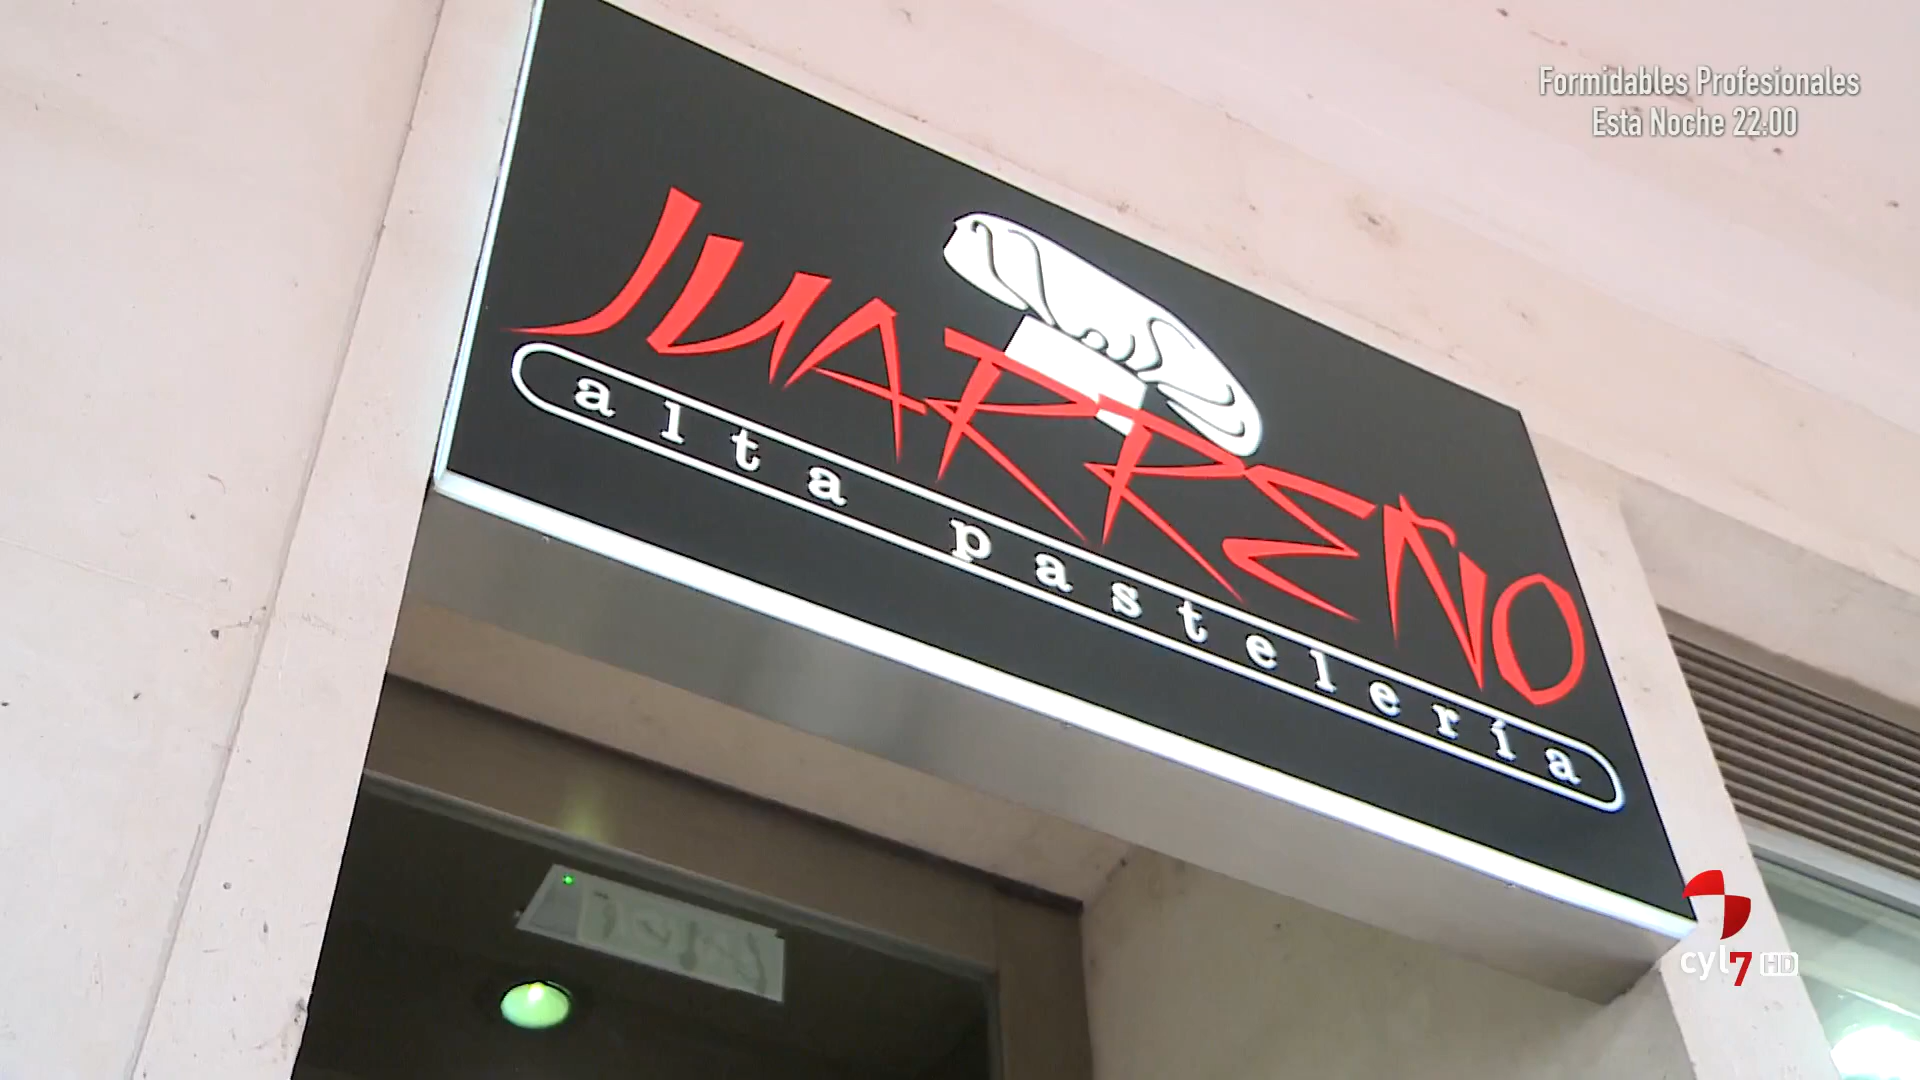 Formidables Profesionales
Esta Noche 22:00
JUARREÑO
alta pastelería
cyl7 HD